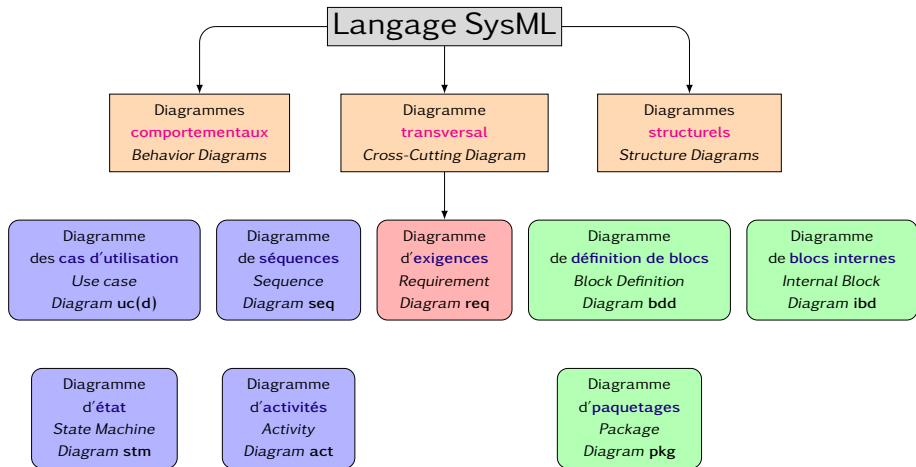 Langage SysML
Diagrammes
comportementaux
Behavior Diagrams
Diagramme
transversal
Cross-Cutting Diagram
Diagrammes
structurels
Structure Diagrams
Diagramme
des cas d'utilisation
Use case
Diagram uc(d)
Diagramme
de séquences
Sequence
Diagram seq
Diagramme
d'exigences
Requirement
Diagram req
Diagramme
de définition de blocs
Block Definition
Diagram bdd
Diagramme
de blocs internes
Internal Block
Diagram ibd
Diagramme
d'état
State Machine
Diagram stm
Diagramme
d'activités
Activity
Diagram act
Diagramme
d'paquetages
Package
Diagram pkg